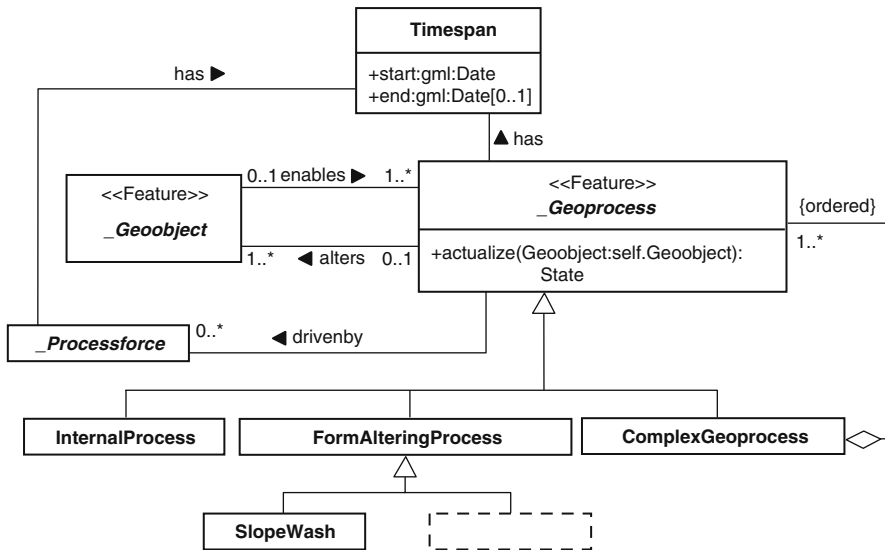 Timespan
+start:gml:Date
+end:gml:Date[0..1]
has ▶
▲ has
0..1 enables ▶ 1..*
<<Feature>>
_Geoobject
<<Feature>>
_Geoprocess
{ordered]
1..*
+actualize(Geoobject:self.Geoobject):
State
1..* ◀ alters 0..1
0..*
◀ drivenby
_Processforce
InternalProcess
FormAlteringProcess
ComplexGeoprocess
SlopeWash